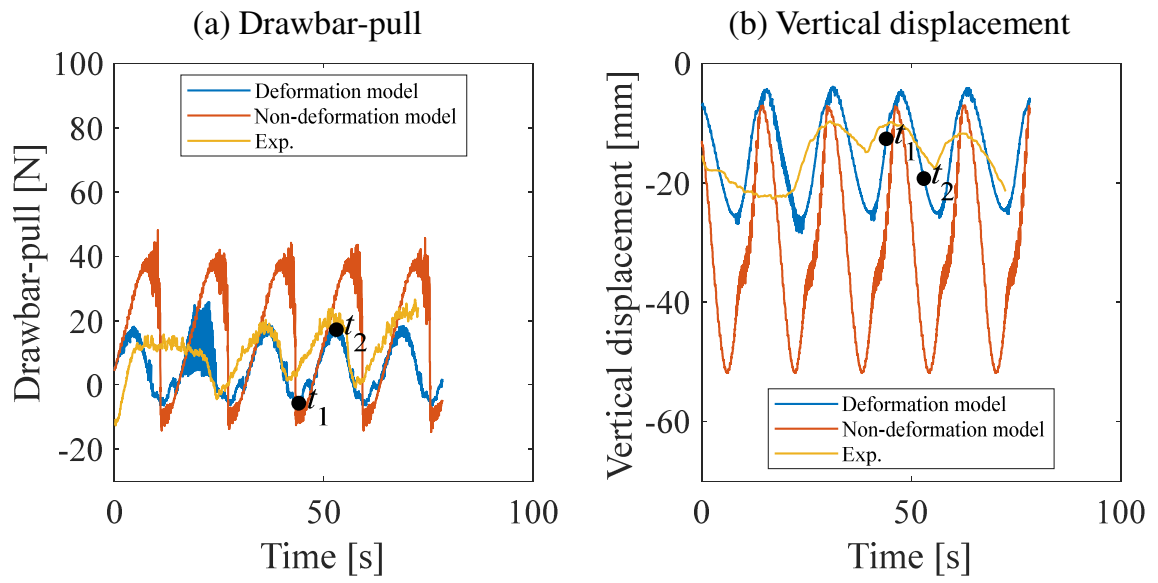 (a) Drawbar-pull
Drawbar-pull [N]
100
80
60
40
20
0
-20
Deformation model
Non-deformation model
Exp.
t2
t1
0
50
100
Time [s]
(b) Vertical displacement
Vertical displacement [mm]
0
-20
-40
-60
t1
t2
Deformation model
Non-deformation model
Exp.
0
50
100
Time [s]